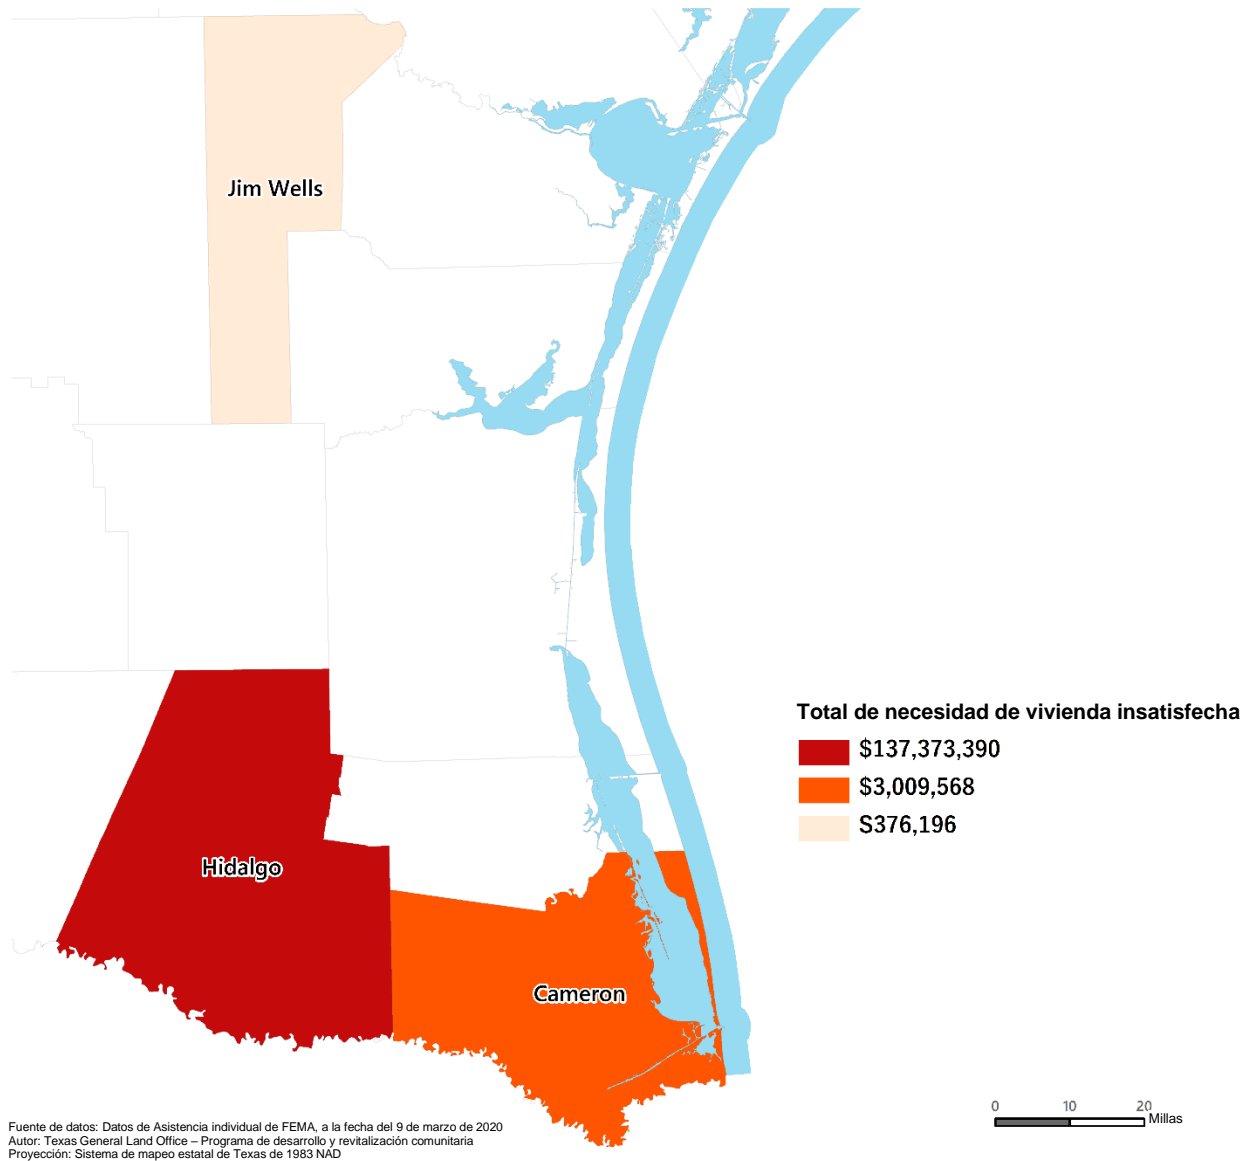 Jim Wells
Total de necesidad de vivienda insatisfecha
$137,373,390
$3,009,568
S376,196
Hidalgo
Cameron
0 10 20
Millas
Fuente de datos: Datos de Asistencia individual de FEMA, a la fecha del 9 de marzo de 2020
Autor: Texas General Land Office – Programa de desarrollo y revitalización comunitaria
Proyección: Sistema de mapeo estatal de Texas de 1983 NAD